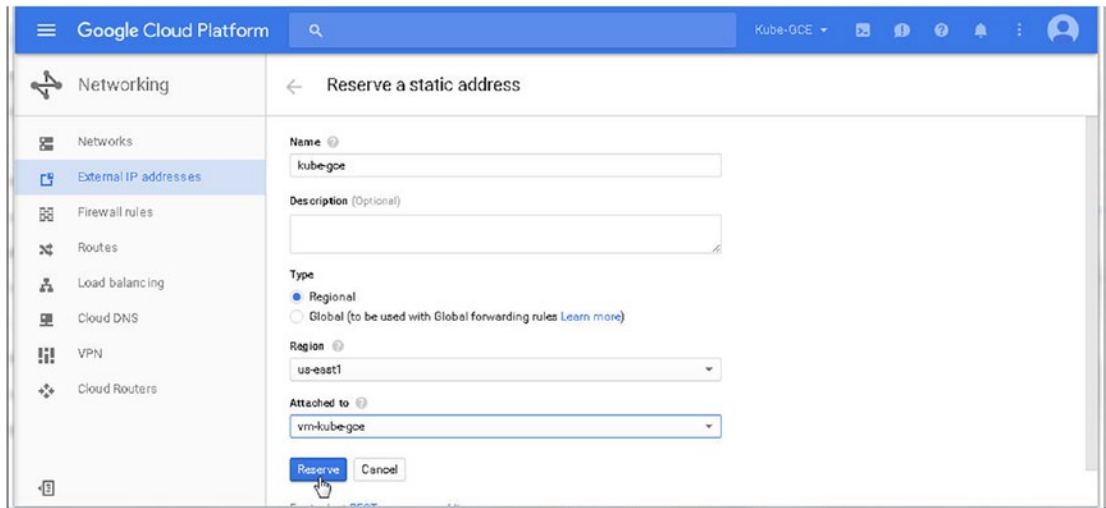 Google Cloud Platform
Kube-GCE
Networking
Reserve a static address
Networks
External IP addresses
Firewall rules
Routes
Load balancing
Cloud DNS
VPN
Cloud Routers
Name
kube-gce
Description (Optional)
Type
Regional
Global (to be used with Global forwarding rules Learn more)
Region
us-east1
Attached to
vm-kube-gce
Reserve
Cancel